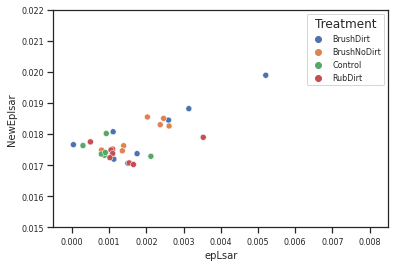 0.022
0.021
0.020
0.019
0.018
0.017
0.016
0.015
NewEplsar
Treatment
BrushDirt
BrushNoDirt
Control
RubDirt
0.000 0.001 0.002 0.003 0.004 0.005 0.006 0.007 0.008
epLsar